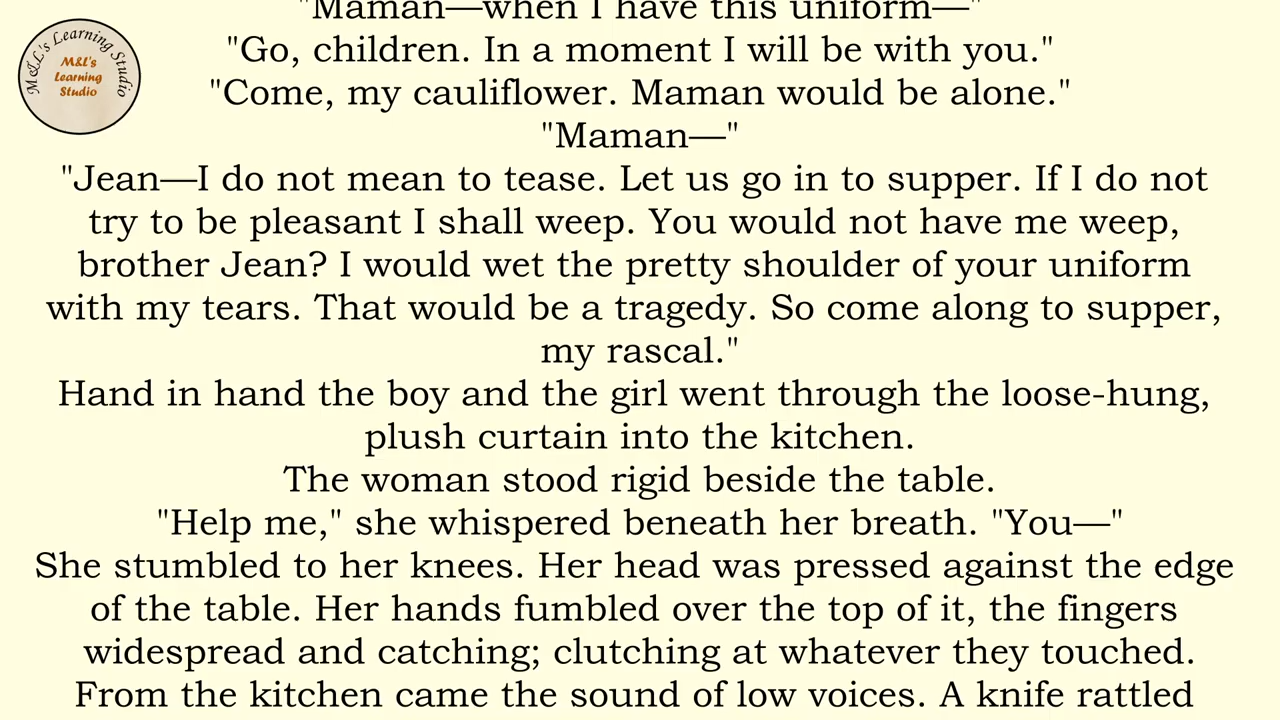 "Maman—when I have this uniform—"
"Go, children. In a moment I will be with you."
"Come, my cauliflower. Maman would be alone."
"Maman—"
"Jean—I do not mean to tease. Let us go in to supper. If I do not
try to be pleasant I shall weep. You would not have me weep,
brother Jean? I would wet the pretty shoulder of your uniform
with my tears. That would be a tragedy. So come along to supper,
my rascal."
Hand in hand the boy and the girl went through the loose-hung,
plush curtain into the kitchen.
The woman stood rigid beside the table.
"Help me," she whispered beneath her breath. "You—"
She stumbled to her knees. Her head was pressed against the edge
of the table. Her hands fumbled over the top of it, the fingers
widespread and catching; clutching at whatever they touched.
From the kitchen came the sound of low voices. A knife rattled
M&L's Learning Studio
M&L's
Learning
Studio